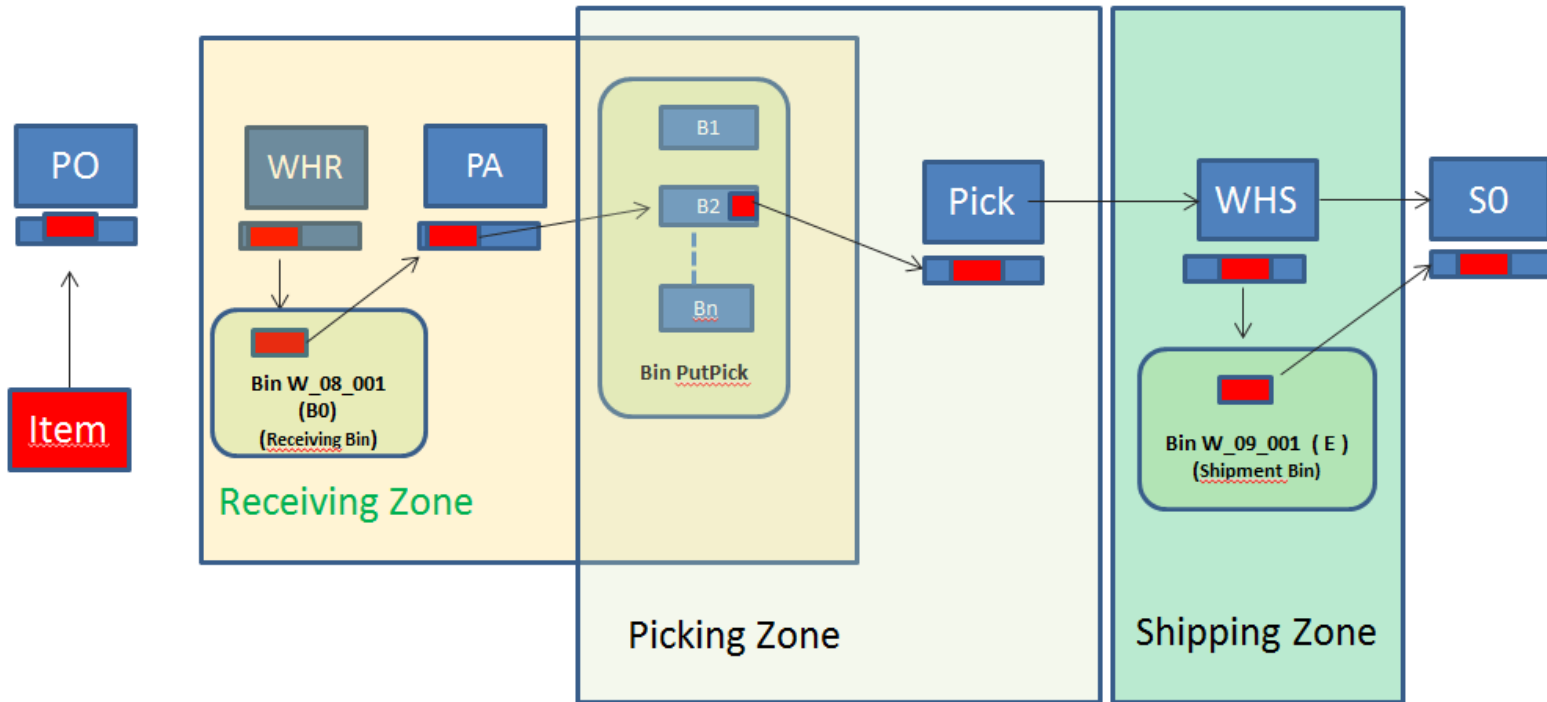 PO
Item
WHR
PA
Bin W_08_001
(B0)
(Receiving Bin)
Receiving Zone
B1
B2
Bn
Bin PutPick
Pick
Picking Zone
WHS
Bin W_09_001 ( E )
(Shipment Bin)
Shipping Zone
S0